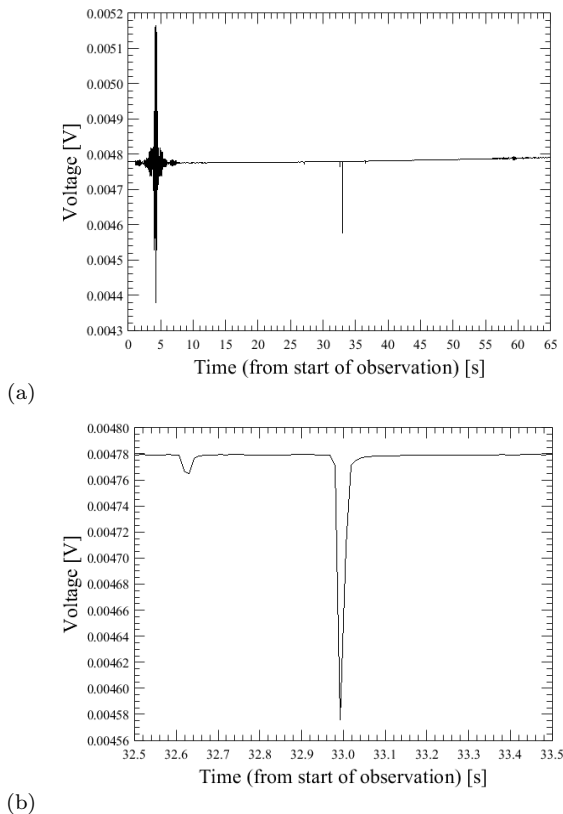 0.0052
0.0051
0.0050
0.0049
0.0048
0.0047
0.0046
0.0045
0.0044
0.0043
Voltage [V]
0 5 10 15 20 25 30 35 40 45 50 55 60 65
Time (from start of observation) [s]
(a)
0.00480
0.00478
0.00476
0.00474
0.00472
0.00470
0.00468
0.00466
0.00464
0.00462
0.00460
0.00458
0.00456
Voltage [V]
32.5 32.6 32.7 32.8 32.9 33.0 33.1 33.2 33.3 33.4 33.5
Time (from start of observation) [s]
(b)